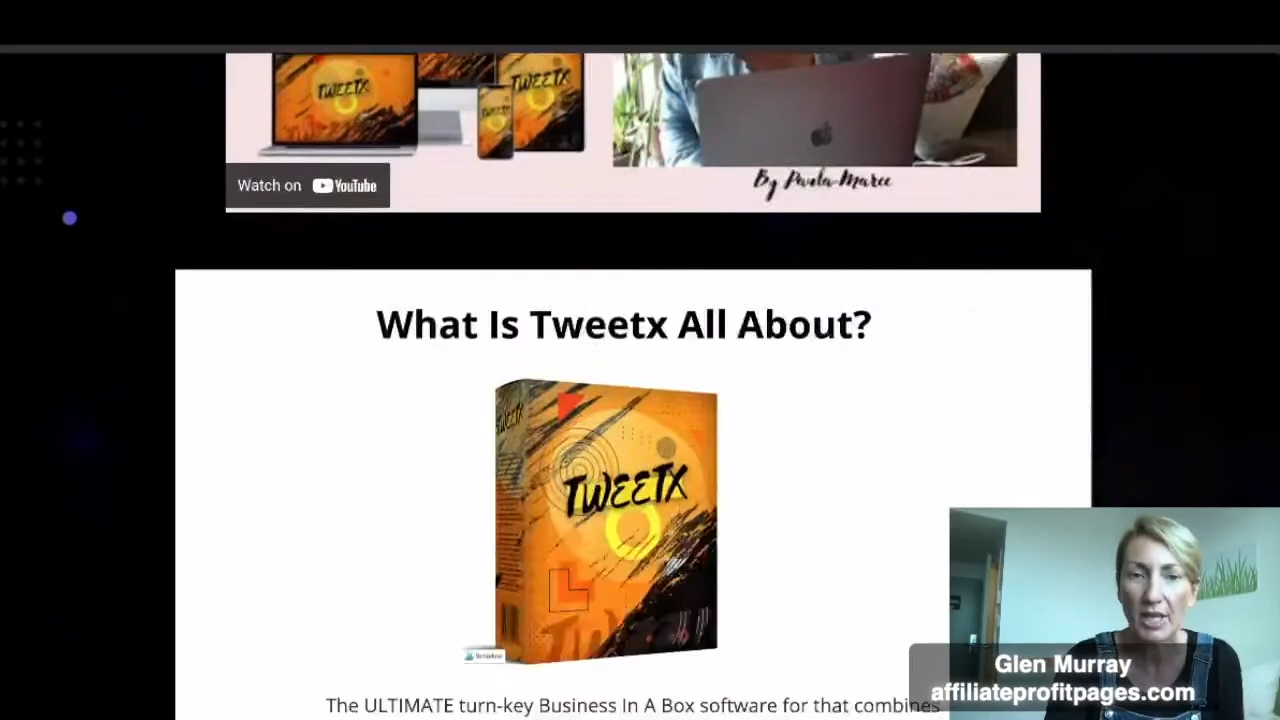 TWEETX
TWEETX
TWEETX
Watch on YouTube
By Paula-Maree
What Is Tweetx All About?
TWEETX
TWEETX
Glen Murray
affiliateprofitpages.com
The ULTIMATE turn-key Business In A Box software for that combines